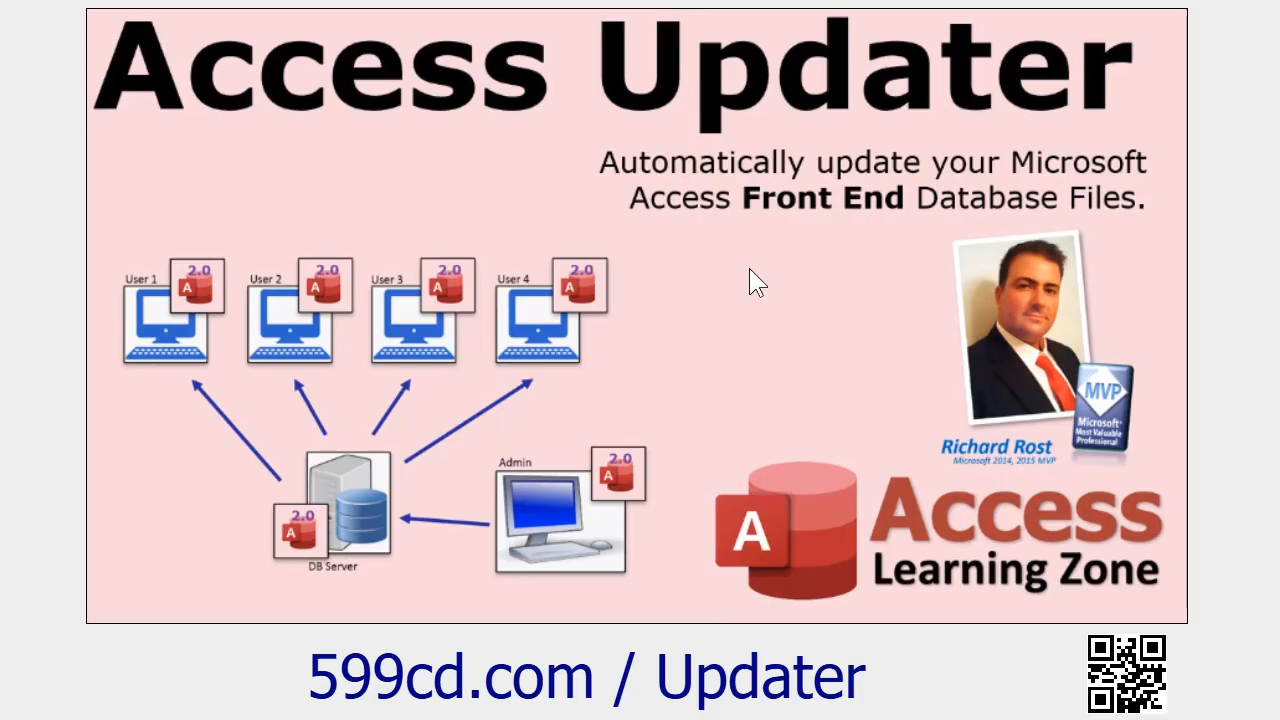 Access Updater
Automatically update your Microsoft
Access Front End Database Files.
User 1
2.0
A
User 2
2.0
A
User 3
2.0
A
User 4
2.0
A
2.0
A
DB Server
Admin
2.0
A
MVP
Microsoft®
Most Valuable
Professional
Richard Rost
Microsoft 2014, 2015 MVP
A
Access
Learning Zone
599cd.com / Updater